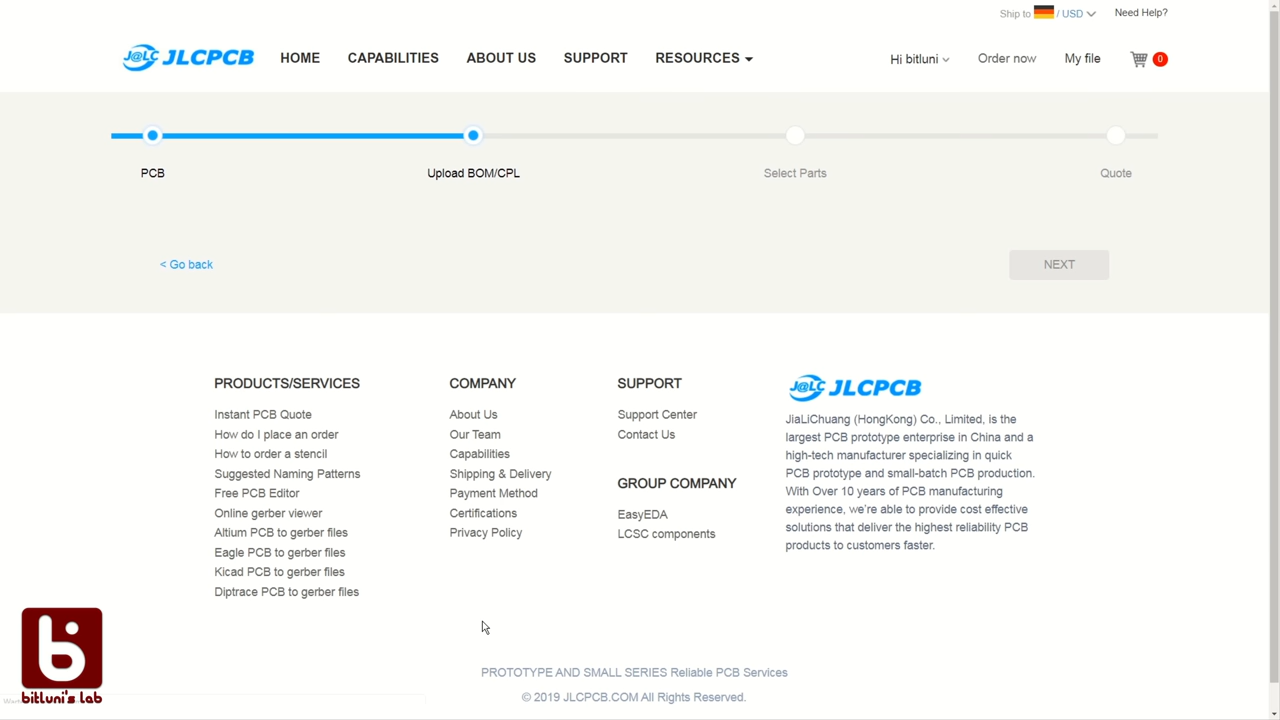 Ship to / USD
Need Help?
J@LC JLCPCB
HOME
CAPABILITIES
ABOUT US
SUPPORT
RESOURCES
Hi bitluni
Order now
My file
0
PCB
Upload BOM/CPL
Select Parts
Quote
< Go back
NEXT
PRODUCTS/SERVICES
Instant PCB Quote
How do I place an order
How to order a stencil
Suggested Naming Patterns
Free PCB Editor
Online gerber viewer
Altium PCB to gerber files
Eagle PCB to gerber files
Kicad PCB to gerber files
Diptrace PCB to gerber files
COMPANY
About Us
Our Team
Capabilities
Shipping & Delivery
Payment Method
Certifications
Privacy Policy
SUPPORT
Support Center
Contact Us
GROUP COMPANY
EasyEDA
LCSC components
J@LC JLCPCB
JiaLiChuang (HongKong) Co., Limited, is the
largest PCB prototype enterprise in China and a
high-tech manufacturer specializing in quick
PCB prototype and small-batch PCB production.
With Over 10 years of PCB manufacturing
experience, we're able to provide cost effective
solutions that deliver the highest reliability PCB
products to customers faster.
b
bitluni's lab
PROTOTYPE AND SMALL SERIES Reliable PCB Services
© 2019 JLCPCB.COM All Rights Reserved.